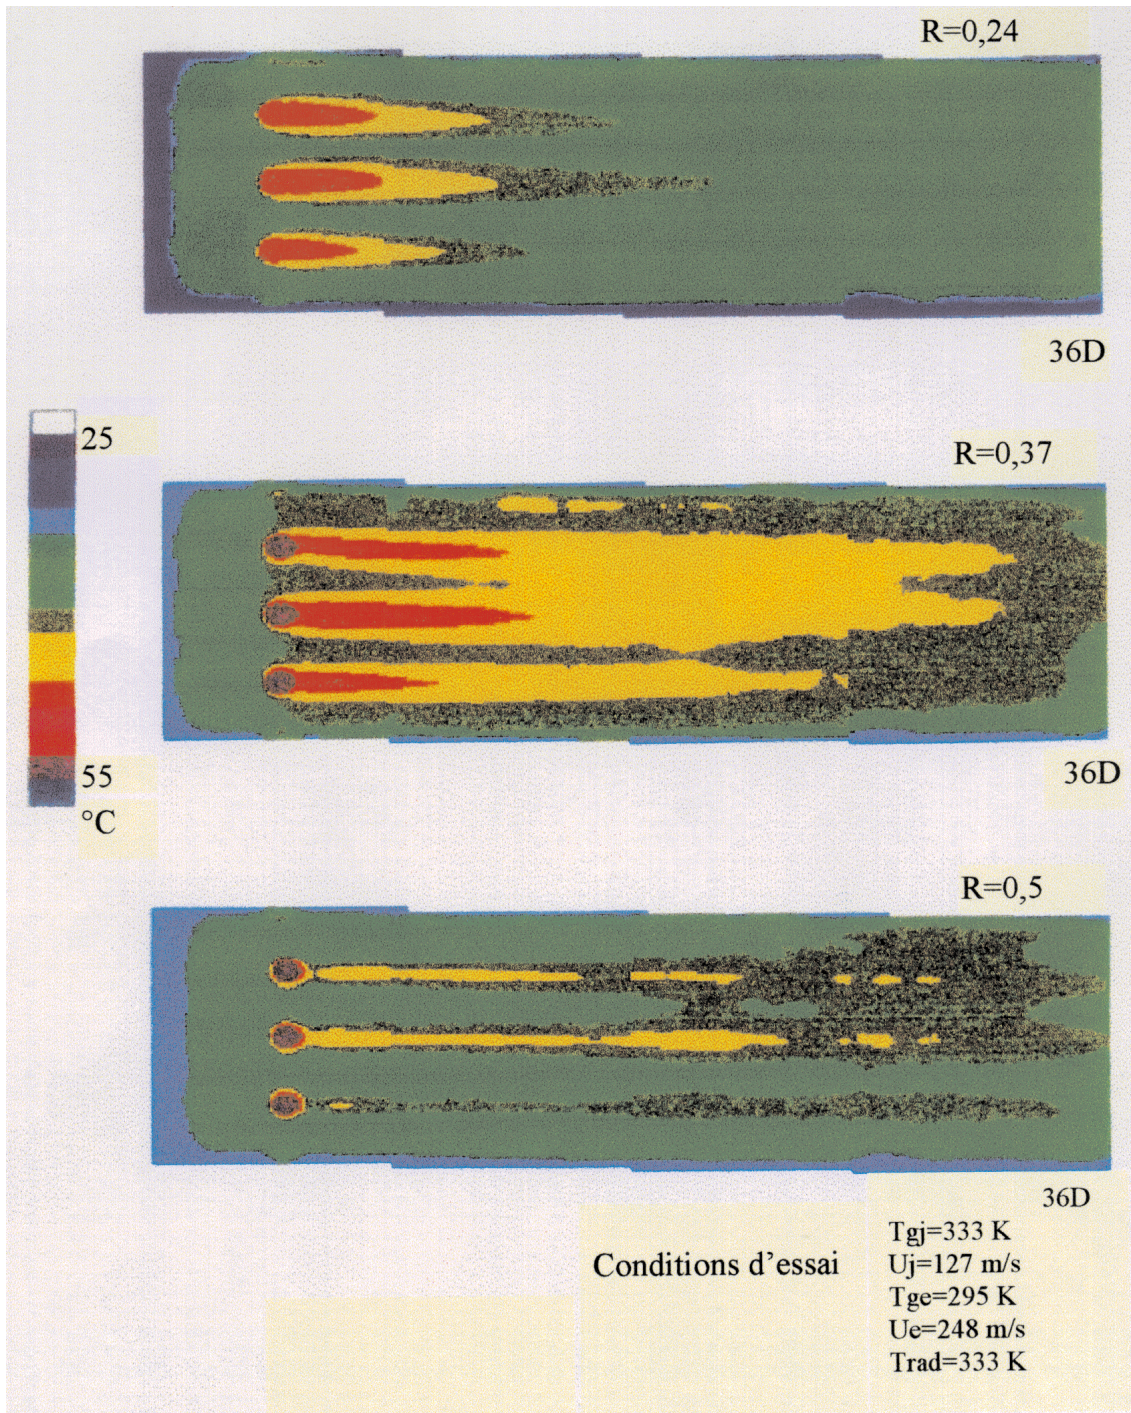 R=0,24
36D
25
R=0,37
55
36D
°C
R=0,5
36D
Conditions d'essai
Tgj=333 K
Uj=127 m/s
Tge=295 K
Ue=248 m/s
Trad=333 K